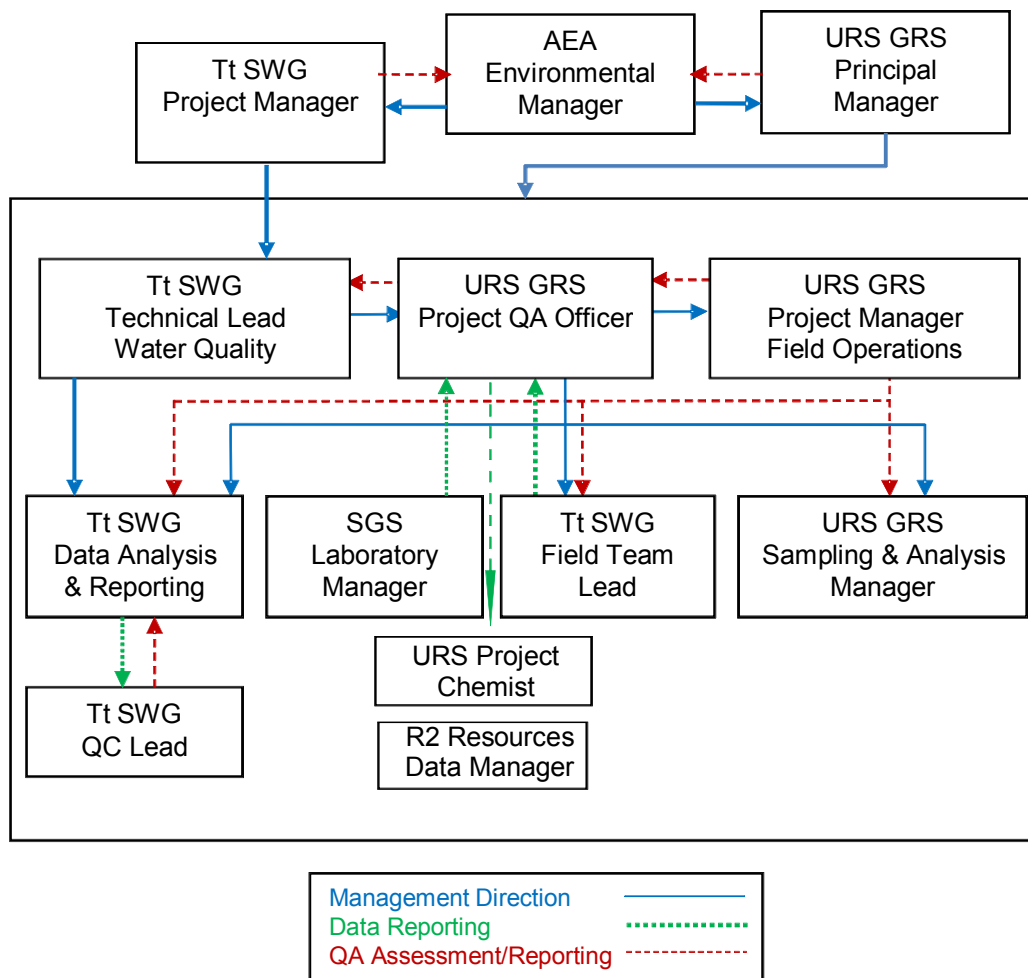 Tt SWG
Project Manager
AEA
Environmental
Manager
URS GRS
Principal
Manager
Tt SWG
Technical Lead
Water Quality
URS GRS
Project QA Officer
URS GRS
Project Manager
Field Operations
Tt SWG
Data Analysis
& Reporting
SGS
Laboratory
Manager
Tt SWG
Field Team
Lead
URS GRS
Sampling & Analysis
Manager
URS Project
Chemist
Tt SWG
QC Lead
R2 Resources
Data Manager
Management Direction
Data Reporting
QA Assessment/Reporting